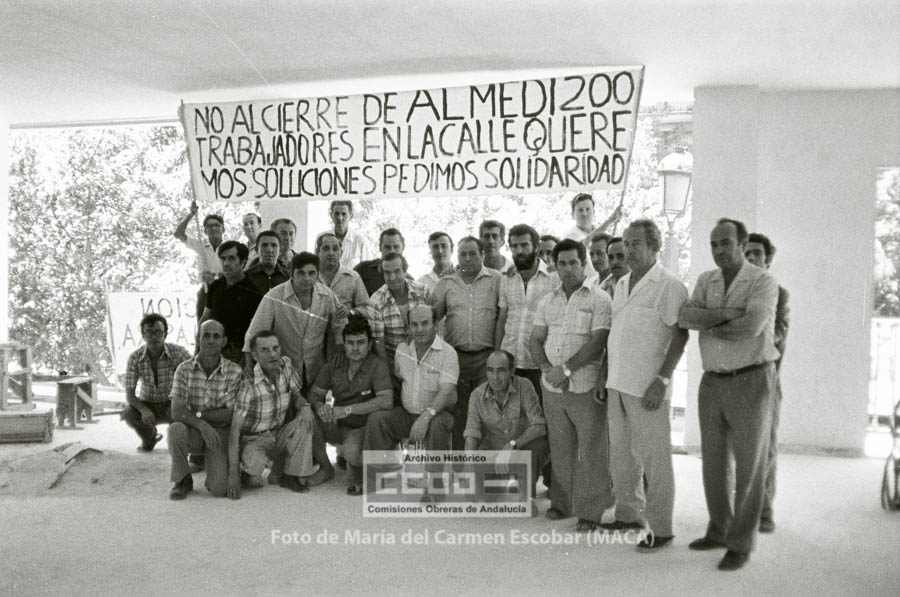 NO AL CIERRE DE ALMEDI 200
TRABAJADORES EN LA CALLE QUERE
MOS SOLUCIONES PEDIMOS SOLIDARIDAD
CION
Archivo Histórico
Comisiones Obreras de Andalucía
Foto de María del Carmen Escobar (MACA)